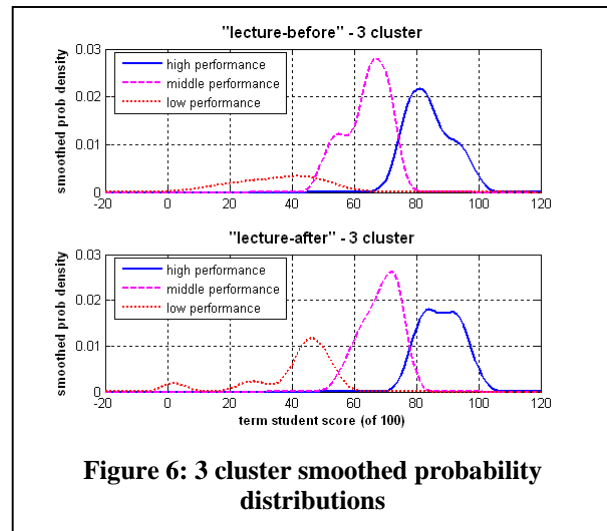 "lecture-before" - 3 cluster
smoothed prob density
0.03
0.02
0.01
0
high performance
middle performance
low performance
-20 0 20 40 60 80 100 120
"lecture-after" - 3 cluster
smoothed prob density
0.03
0.02
0.01
0
high performance
middle performance
low performance
-20 0 20 40 60 80 100 120
term student score (of 100)
Figure 6: 3 cluster smoothed probability
distributions